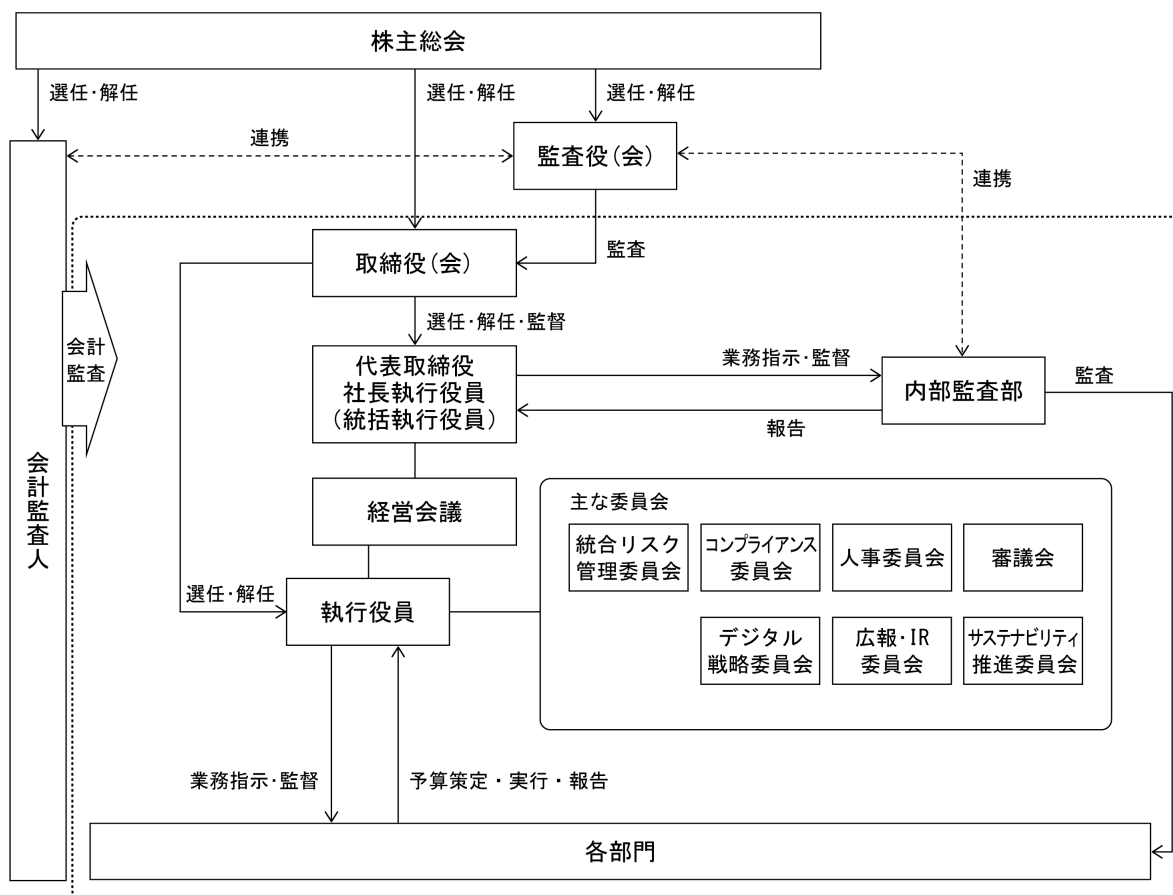 株主総会
選任・解任
選任・解任
選任・解任
連携
監査役（会）
連携
監査
取締役（会）
選任・解任・監督
会計
監査
代表取締役
社長執行役員
（統括執行役員）
業務指示・監督
内部監査部
監査
報告
会計監査人
経営会議
主な委員会
統合リスク
管理委員会
コンプライアンス
委員会
人事委員会
審議会
選任・解任
執行役員
デジタル
戦略委員会
広報・IR
委員会
サステナビリティ
推進委員会
業務指示・監督
予算策定・実行・報告
各部門